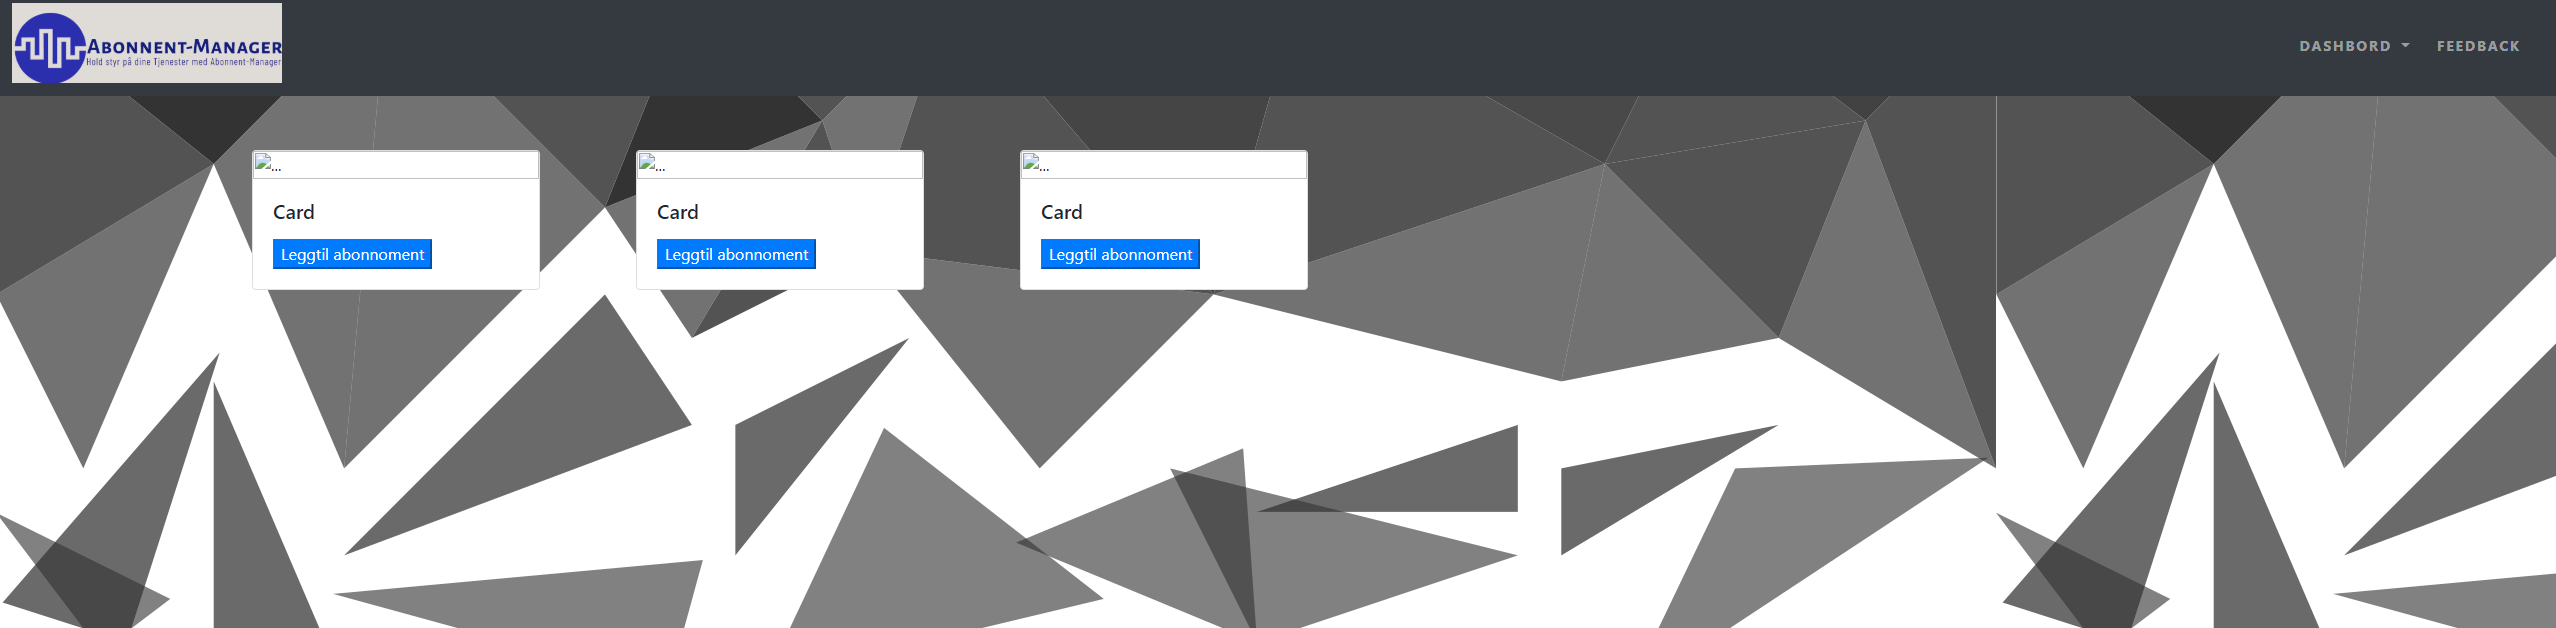 ABONNENT-MANAGER
Hold styr på dine Tjenester med Abonnent-Manager
DASHBORD
FEEDBACK
...
...
...
Card
Card
Card
Leggtil abonnoment
Leggtil abonnoment
Leggtil abonnoment